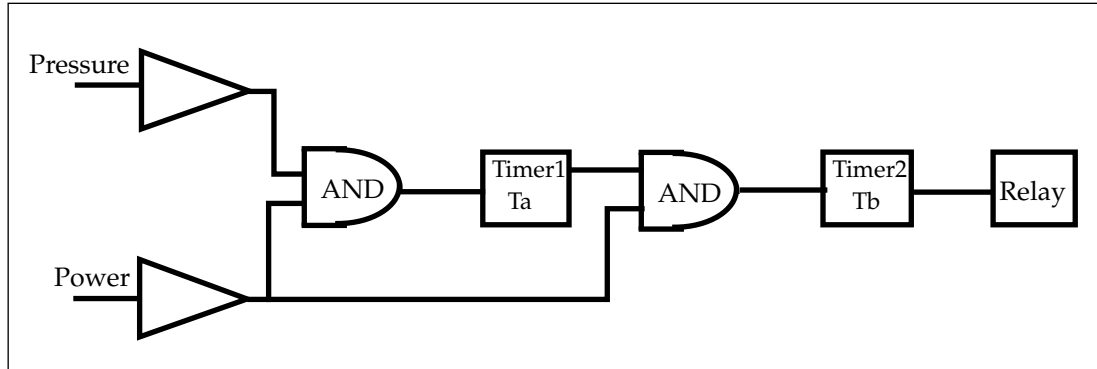 Pressure
AND
Timer1
Ta
AND
Timer2
Tb
Relay
Power